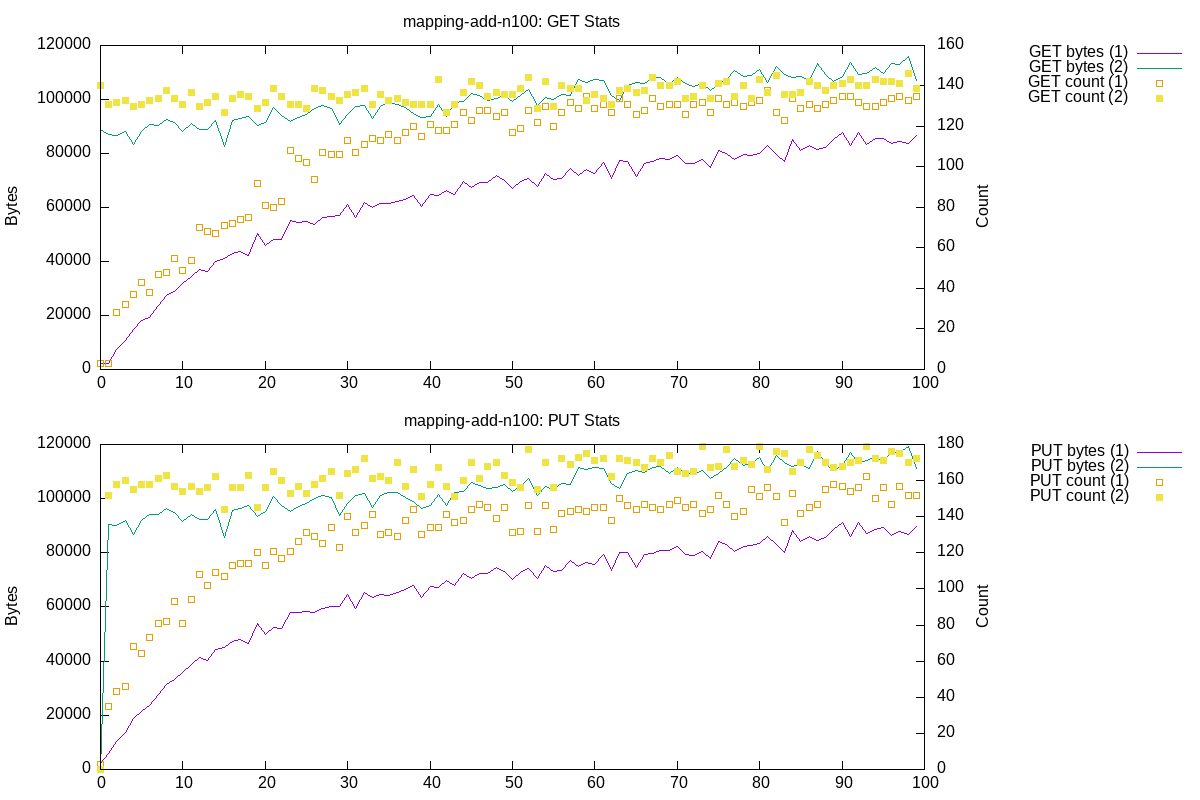 mapping-add-n100: GET Stats
120000
100000
80000
60000
40000
20000
0
Bytes
160
140
120
100
80
60
40
20
0
Count
0 10 20 30 40 50 60 70 80 90 100
GET bytes (1)
GET bytes (2)
GET count (1)
GET count (2)
mapping-add-n100: PUT Stats
120000
100000
80000
60000
40000
20000
0
Bytes
180
160
140
120
100
80
60
40
20
0
Count
0 10 20 30 40 50 60 70 80 90 100
PUT bytes (1)
PUT bytes (2)
PUT count (1)
PUT count (2)